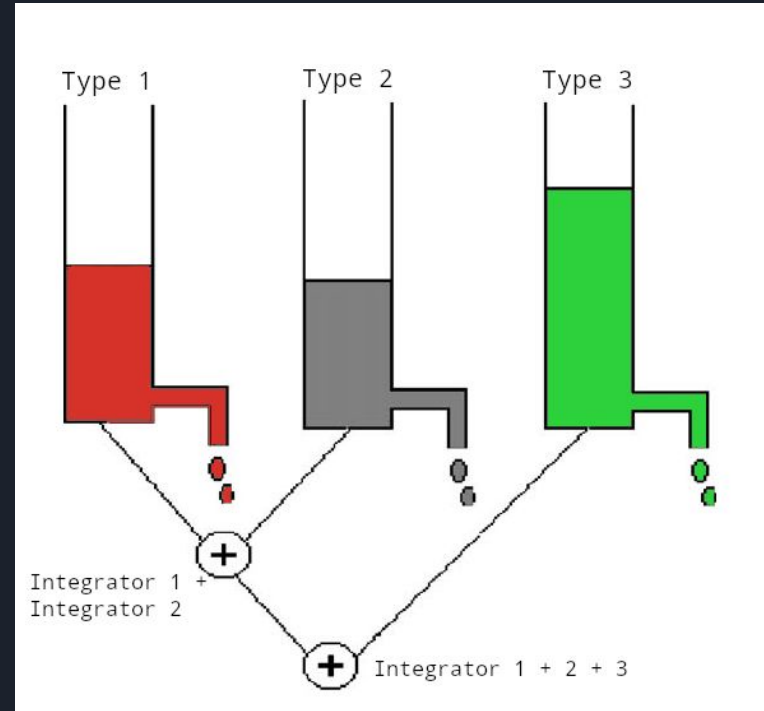 Type 1
Type 2
Type 3
+
Integrator 1 +
Integrator 2
+
Integrator 1 + 2 + 3